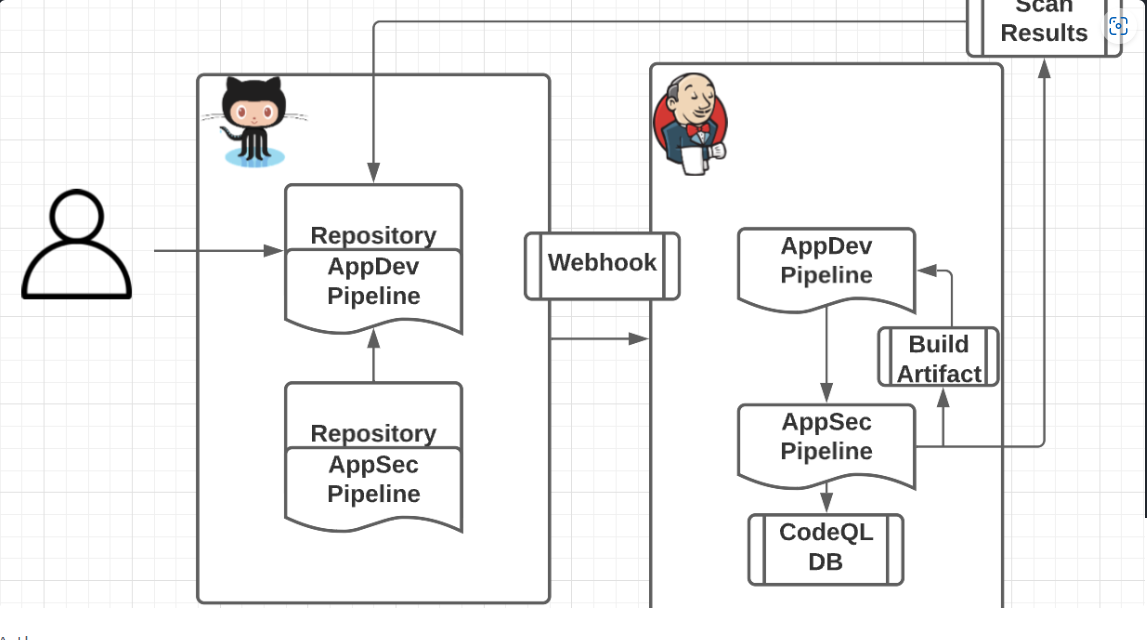 Scan
Results
Repository
AppDev
Pipeline
Webhook
AppDev
Pipeline
Build
Artifact
Repository
AppSec
Pipeline
AppSec
Pipeline
CodeQL
DB